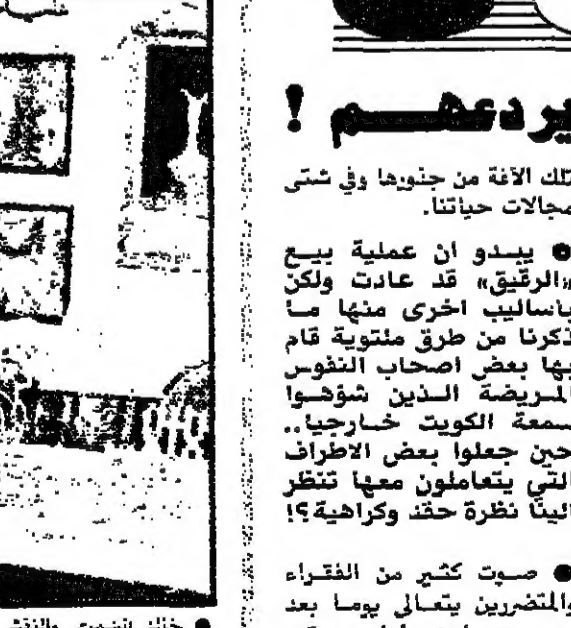 يردعهم !
تلك الآفة من جذورها وفي شتى
مجالات حياتنا.
● يبدو ان عملية بيع
«الرقيق» قد عادت ولكن
باساليب اخرى منها ما
ذكرنا من طرق ملتوية قام
بها بعض اصحاب النفوس
المريضة الذين شوهوا
سمعة الكويت خارجيا..
حين جعلوا بعض الاطراف
التي يتعاملون معها تنظر
الينا نظرة حقد وكراهية؟!
● صوت كثير من الفقراء
والمتضررين يتعالى يوما بعد